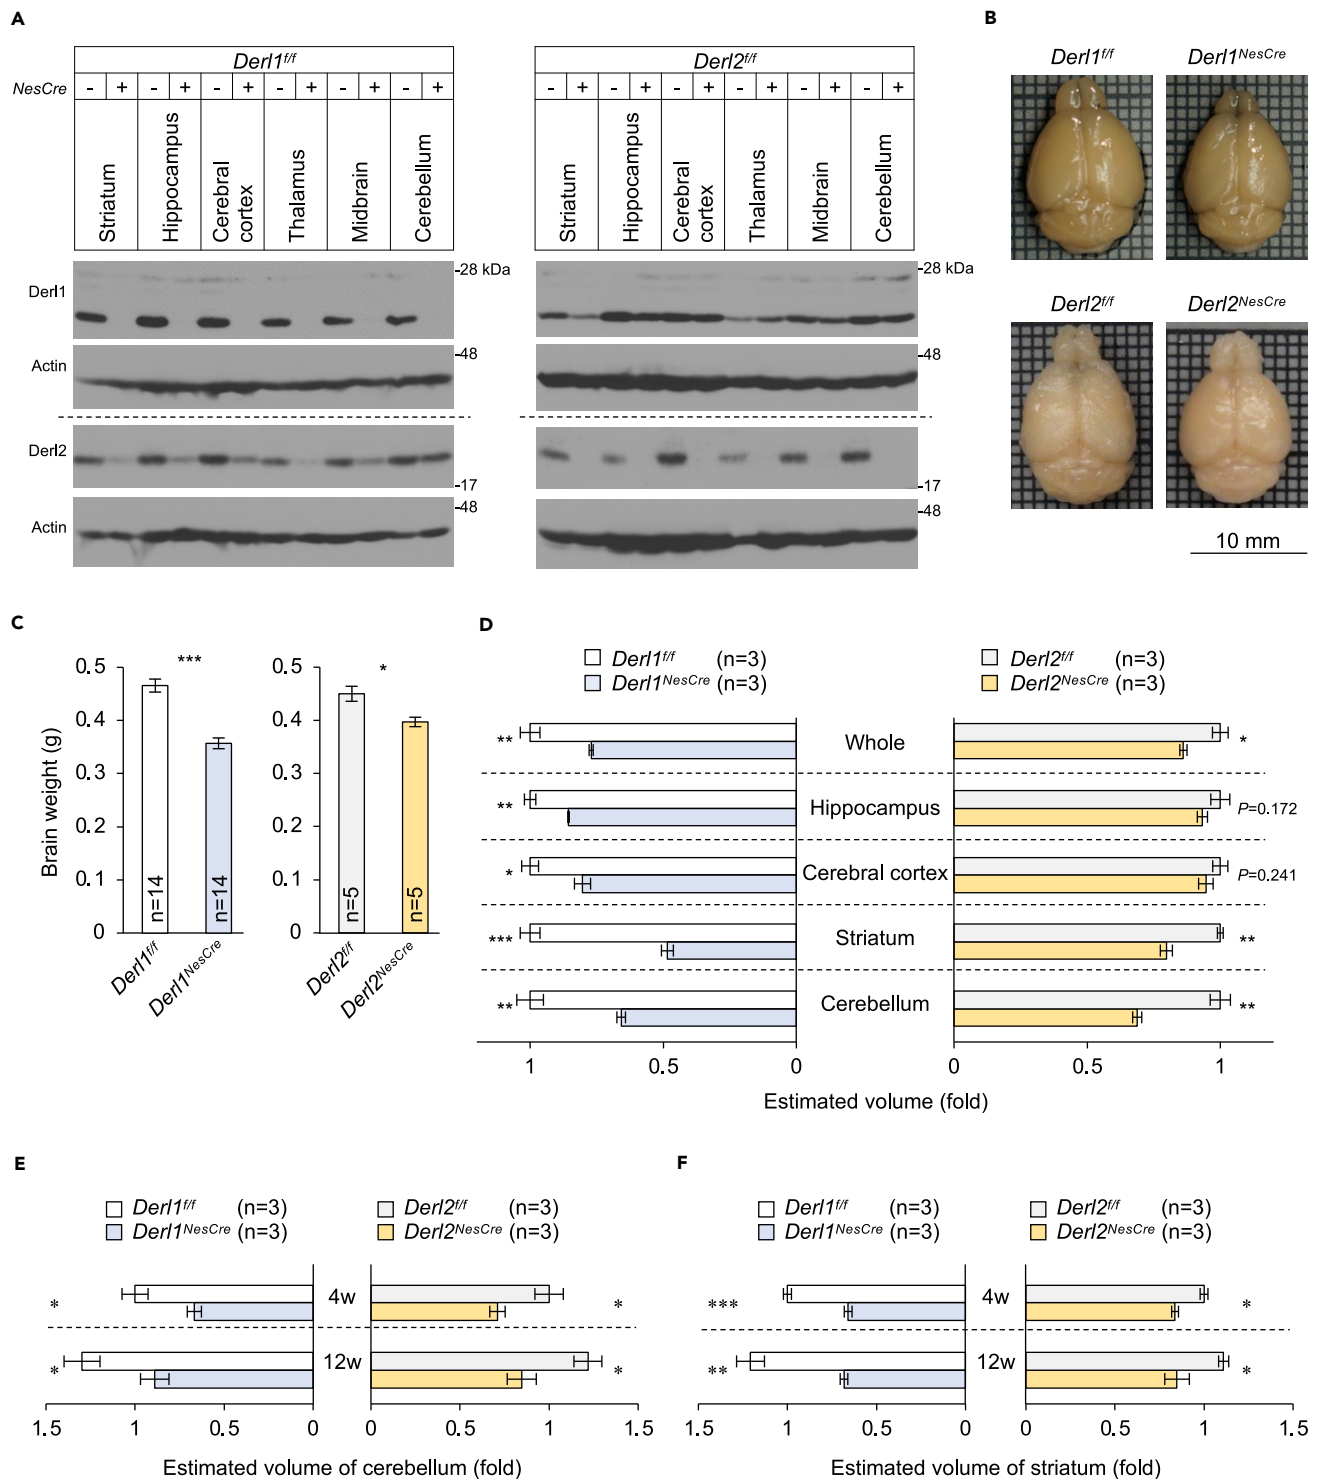 A
Derl1f/f
NesCre - + - + - + - + - + - +
Striatum
Hippocampus
Cerebral
cortex
Thalamus
Midbrain
Cerebellum
Derl1
-28 kDa
Actin
-48
Derl2
-17
Actin
-48
Derl2f/f
- + - + - + - + - + - +
Striatum
Hippocampus
Cerebral
cortex
Thalamus
Midbrain
Cerebellum
-28 kDa
-48
-17
-48
B
Derl1f/f Derl1NesCre
Derl2f/f Derl2NesCre
10 mm
C
Brain weight (g)
0.5
0.4
0.3
0.2
0.1
0
***
n=14
n=14
Derl1f/f
Derl1NesCre
0.5
0.4
0.3
0.2
0.1
0
*
n=5
n=5
Derl2f/f
Derl2NesCre
D
Derl1f/f (n=3)
Derl1NesCre (n=3)
Derl2f/f (n=3)
Derl2NesCre (n=3)
** Whole *
** Hippocampus P=0.172
* Cerebral cortex P=0.241
*** Striatum **
** Cerebellum **
1 0.5 0 0 0.5 1
Estimated volume (fold)
E
Derl1f/f (n=3)
Derl1NesCre (n=3)
Derl2f/f (n=3)
Derl2NesCre (n=3)
* 4w *
* 12w *
1.5 1 0.5 0 0 0.5 1 1.5
Estimated volume of cerebellum (fold)
F
Derl1f/f (n=3)
Derl1NesCre (n=3)
Derl2f/f (n=3)
Derl2NesCre (n=3)
*** 4w *
** 12w *
1.5 1 0.5 0 0 0.5 1 1.5
Estimated volume of striatum (fold)